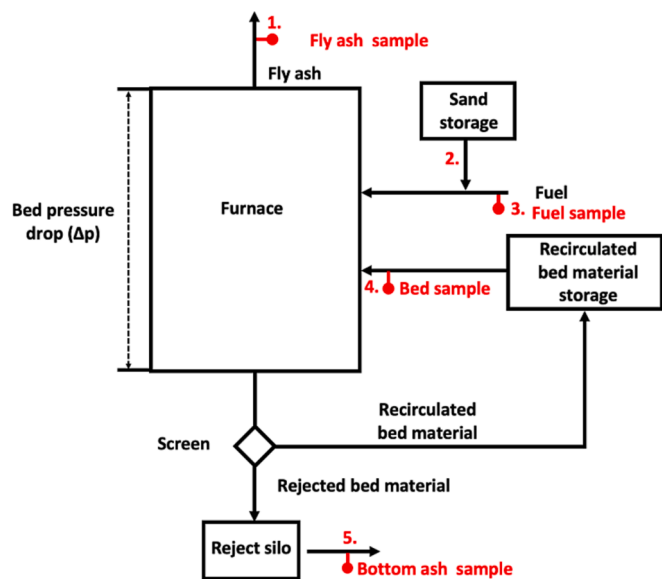 1.
Fly ash sample
Fly ash
Sand
storage
2.
Fuel
3. Fuel sample
Furnace
Bed pressure
drop (Δp)
Recirculated
bed material
storage
4. Bed sample
Recirculated
bed material
Screen
Rejected bed material
Reject silo
5.
Bottom ash sample